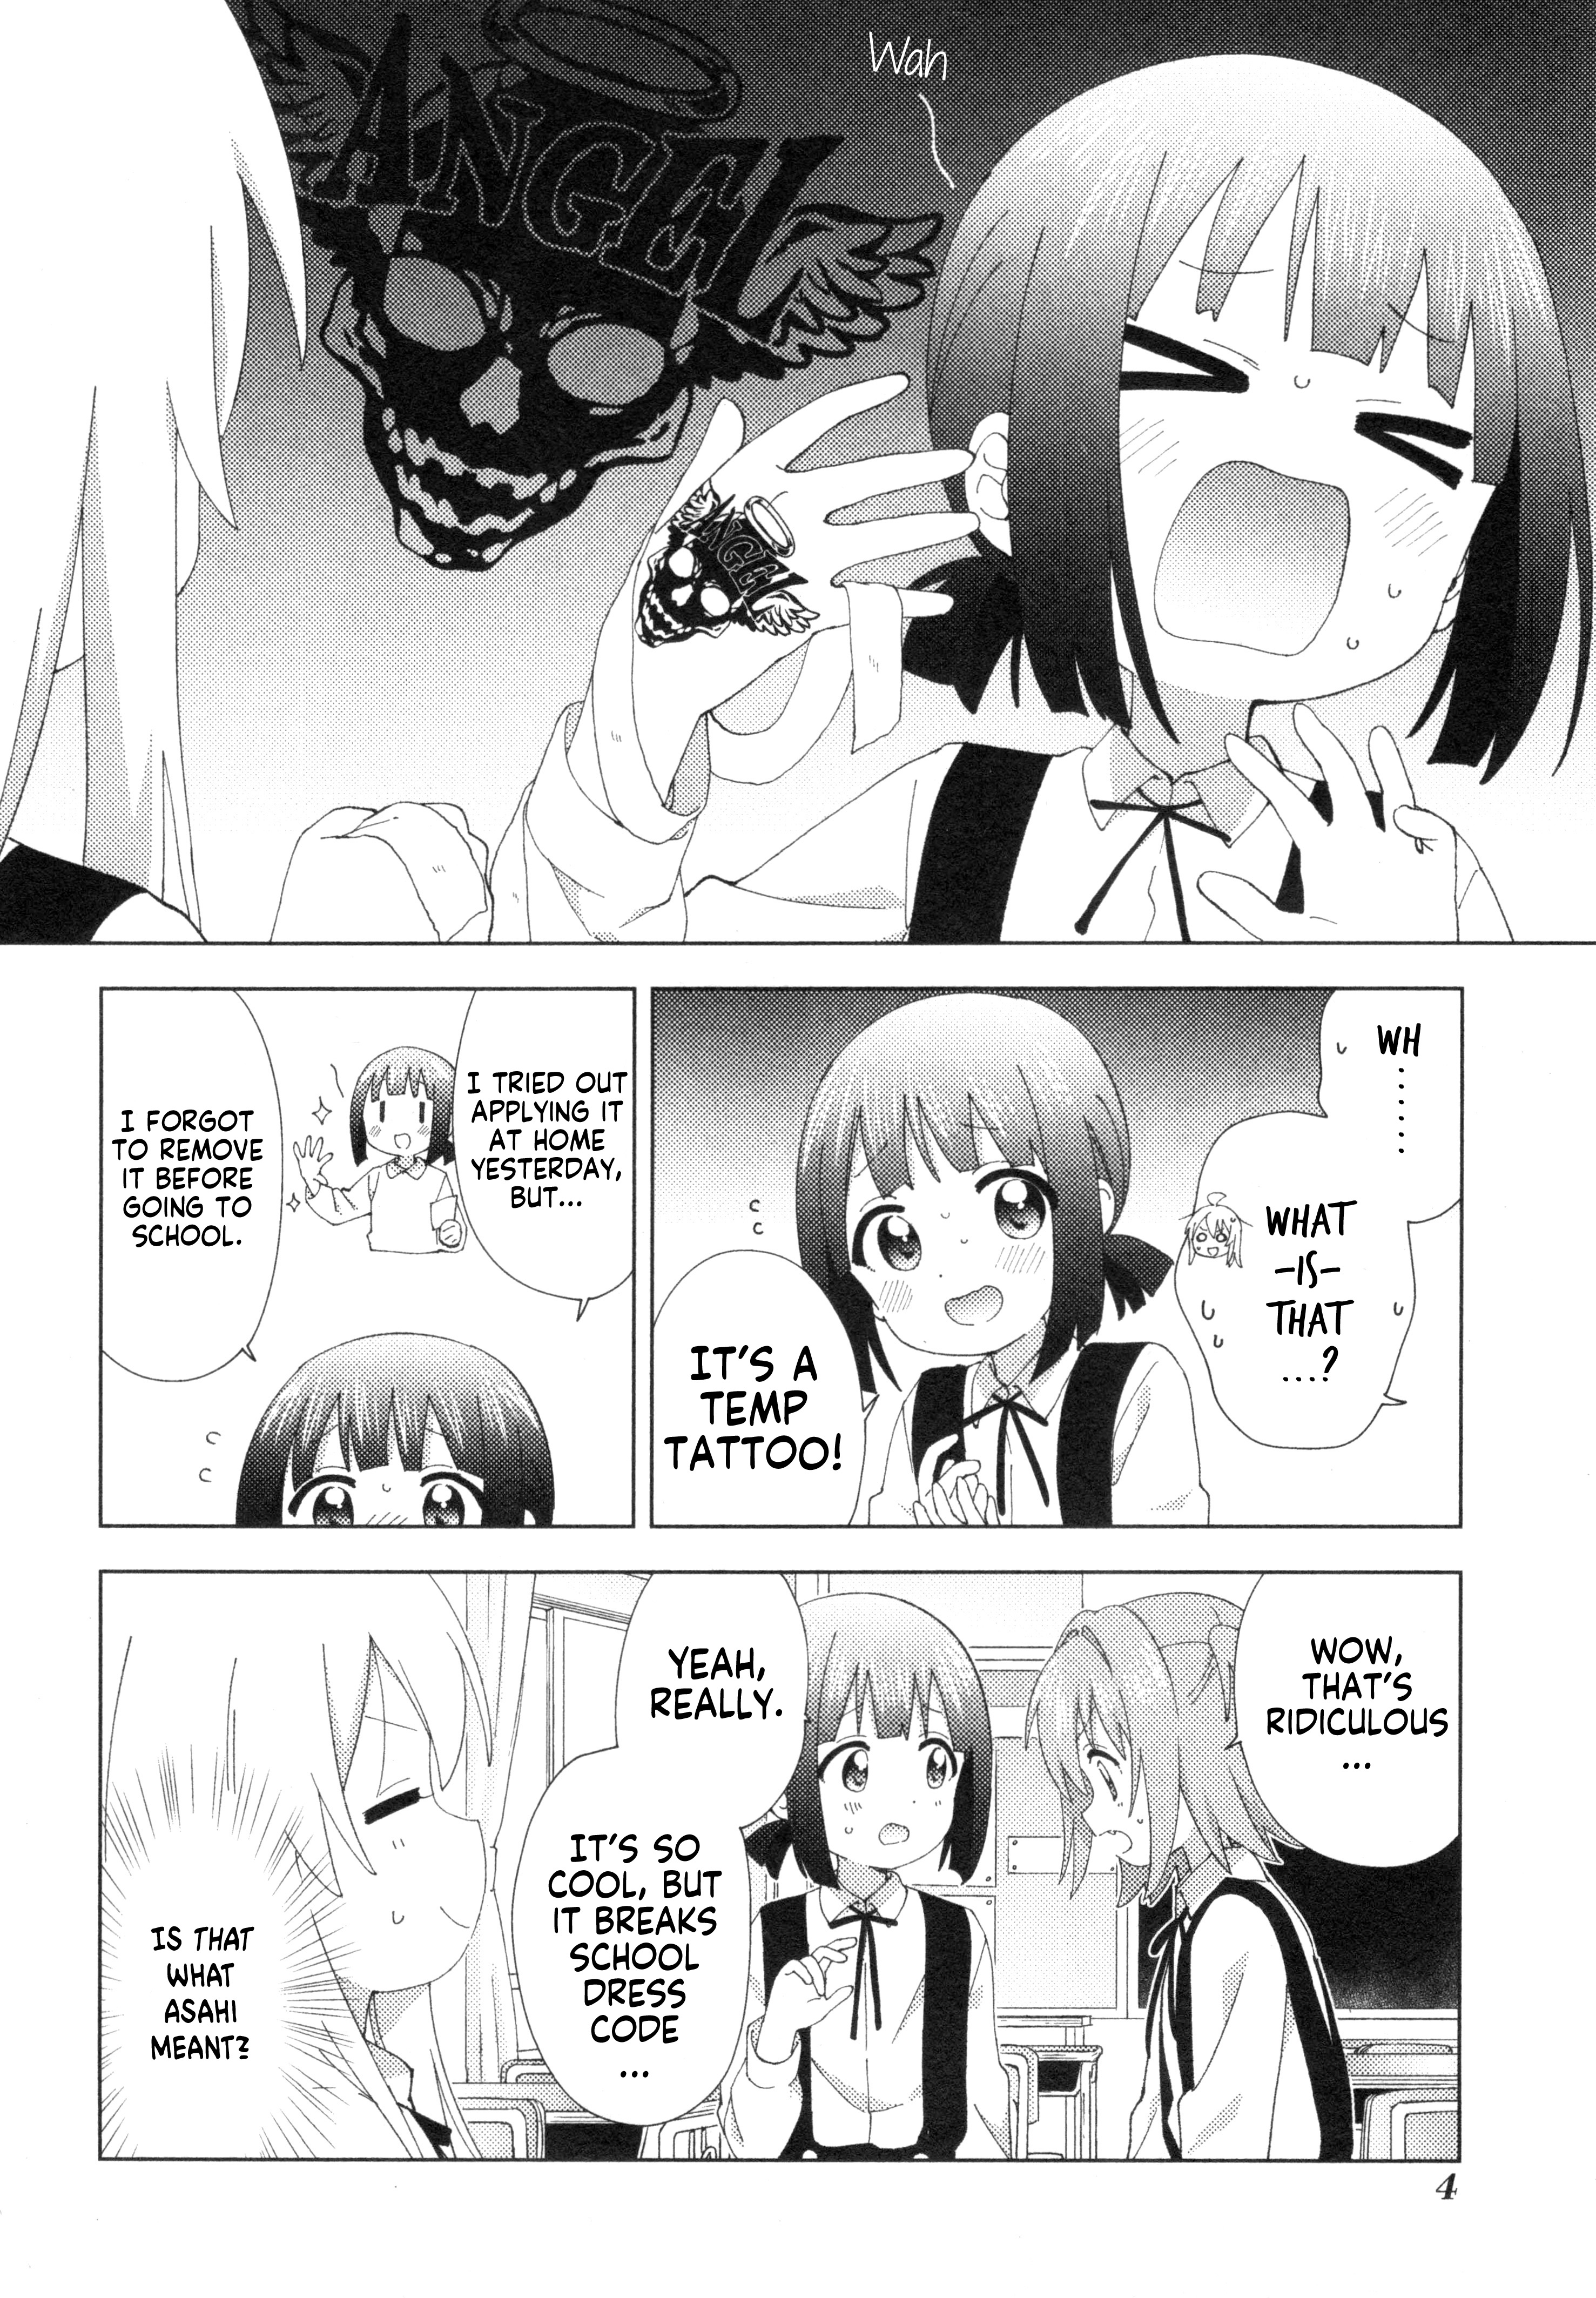 Wah
ANGEL
ANGEL
WH
......
WHAT
-IS-
THAT
...?
IT'S A
TEMP
TATTOO!
I TRIED OUT
APPLYING IT
AT HOME
YESTERDAY,
BUT...
I FORGOT
TO REMOVE
IT BEFORE
GOING TO
SCHOOL.
WOW,
THAT'S
RIDICULOUS
...
YEAH,
REALLY.
IT'S SO
COOL, BUT
IT BREAKS
SCHOOL
DRESS
CODE
...
IS THAT
WHAT
ASAHI
MEANT?
4